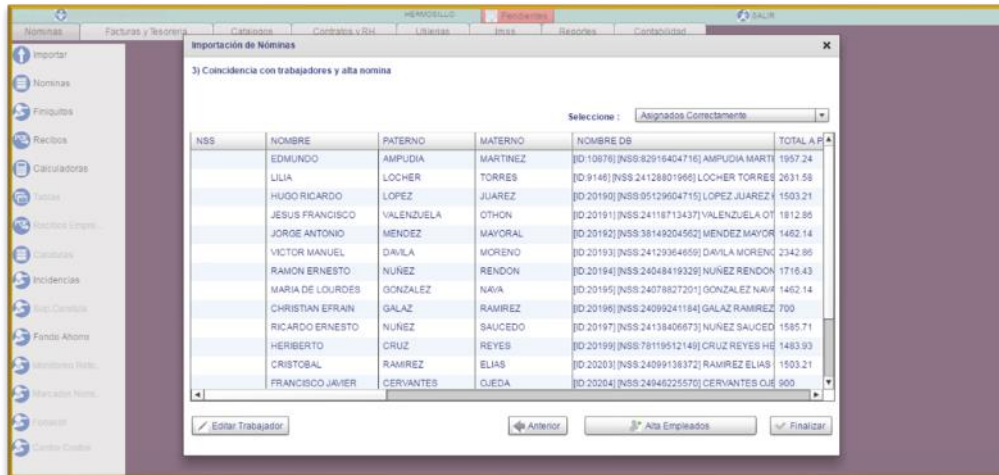 HERMOSILLO Pendientes SALIR
Nominas Facturas y Tesoreria Catalogos Contratos y RH Utilerias Imss Reportes Contabilidad
Importar
Nominas
Finiquitos
Recibos
Calculadoras
Tablas
Recibos Empre..
Caratulas
Incidencias
Fondo Ahorro
Importación de Nóminas
3) Coincidencia con trabajadores y alta nomina
Seleccione : Asignados Correctamente
NSS NOMBRE PATERNO MATERNO NOMBRE DB TOTAL A P
EDMUNDO AMPUDIA MARTINEZ [ID:10876] [NSS:82916404716] AMPUDIA MARTI 1957.24
LILIA LOCHER TORRES [ID:9146] [NSS:24128801966] LOCHER TORRES 2631.58
HUGO RICARDO LOPEZ JUAREZ [ID:20190] [NSS:05129604715] LOPEZ JUAREZ H 1503.21
JESUS FRANCISCO VALENZUELA OTHON [ID:20191] [NSS:24118713437] VALENZUELA OT 1812.86
JORGE ANTONIO MENDEZ MAYORAL [ID:20192] [NSS:38149204562] MENDEZ MAYOR 1462.14
VICTOR MANUEL DAVILA MORENO [ID:20193] [NSS:24129364659] DAVILA MORENO 2342.86
RAMON ERNESTO NUÑEZ RENDON [ID:20194] [NSS:24048419329] NUÑEZ RENDON 1716.43
MARIA DE LOURDES GONZALEZ NAVA [ID:20195] [NSS:24078827201] GONZALEZ NAVA 1462.14
CHRISTIAN EFRAIN GALAZ RAMIREZ [ID:20196] [NSS:24099241184] GALAZ RAMIREZ 700
RICARDO ERNESTO NUÑEZ SAUCEDO [ID:20197] [NSS:24138406673] NUÑEZ SAUCED 1585.71
HERIBERTO CRUZ REYES [ID:20199] [NSS:78119512149] CRUZ REYES HE 1483.93
CRISTOBAL RAMIREZ ELIAS [ID:20203] [NSS:24099138372] RAMIREZ ELIAS 1503.21
FRANCISCO JAVIER CERVANTES OJEDA [ID:20204] [NSS:24946225570] CERVANTES OJE 900
Editar Trabajador Anterior Alta Empleados Finalizar